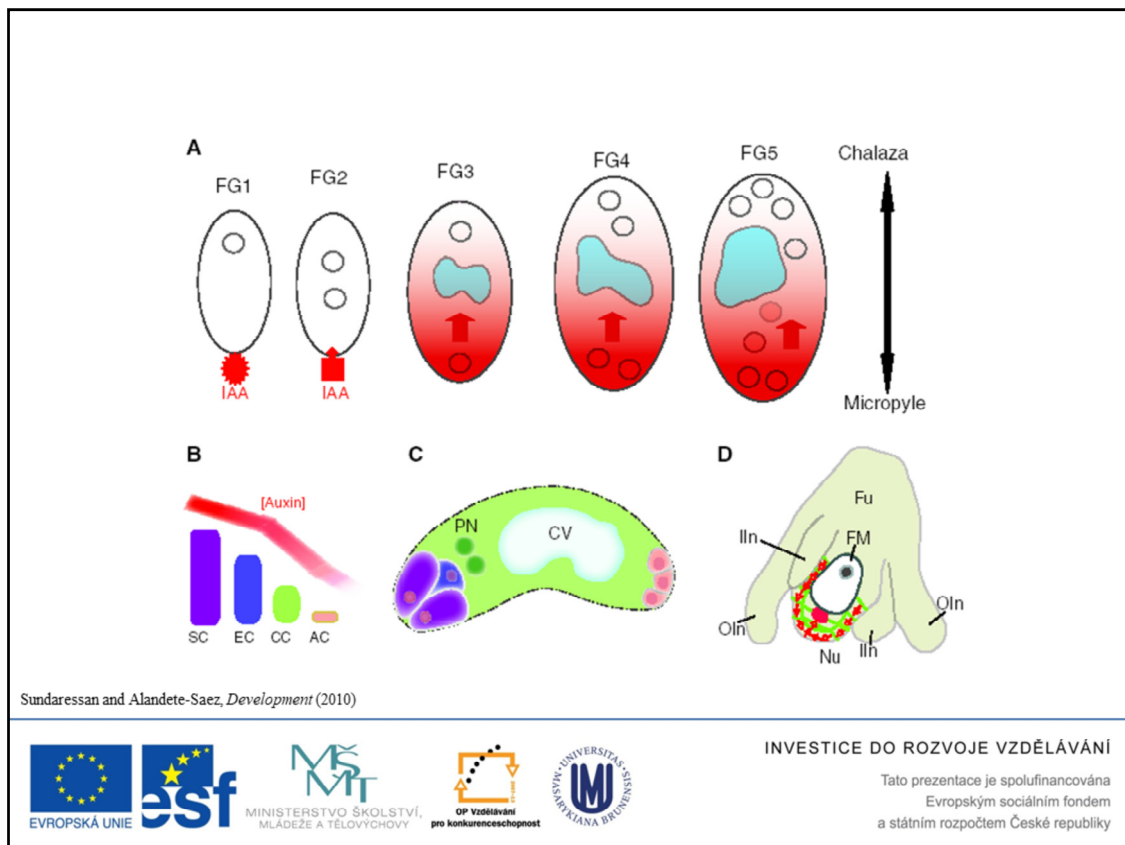 A
FG1
FG2
FG3
FG4
FG5
Chalaza
IAA
IAA
Micropyle
B
[Auxin]
SC
EC
CC
AC
C
PN
CV
D
Fu
IIn
FM
OIn
OIn
IIn
Nu
Sundaressan and Alandete-Saez, Development (2010)
EVROPSKÁ UNIE
esf
MŠMT
MINISTERSTVO ŠKOLSTVÍ,
MLÁDEŽE A TĚLOVÝCHOVY
2007-13
OP Vzdělávání
pro konkurenceschopnost
UNIVERSITAS MASARYKIANA BRUNENSIS
INVESTICE DO ROZVOJE VZDĚLÁVÁNÍ
Tato prezentace je spolufinancována
Evropským sociálním fondem
a státním rozpočtem České republiky